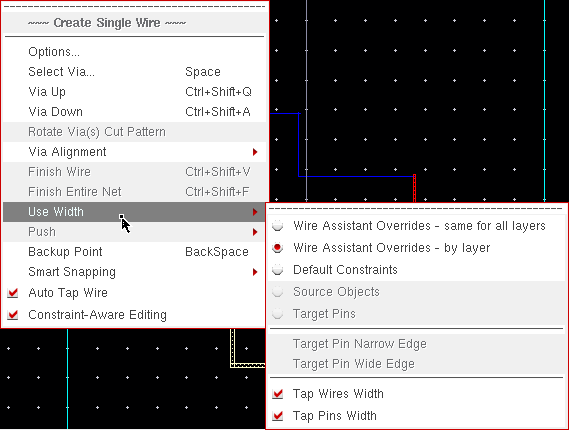 ~~~ Create Single Wire ~~~
Options...
Select Via... Space
Via Up Ctrl+Shift+Q
Via Down Ctrl+Shift+A
Rotate Via(s) Cut Pattern
Via Alignment
Finish Wire Ctrl+Shift+V
Finish Entire Net Ctrl+Shift+F
Use Width
Push
Backup Point BackSpace
Smart Snapping
Auto Tap Wire
Constraint-Aware Editing
Wire Assistant Overrides - same for all layers
Wire Assistant Overrides - by layer
Default Constraints
Source Objects
Target Pins
Target Pin Narrow Edge
Target Pin Wide Edge
Tap Wires Width
Tap Pins Width